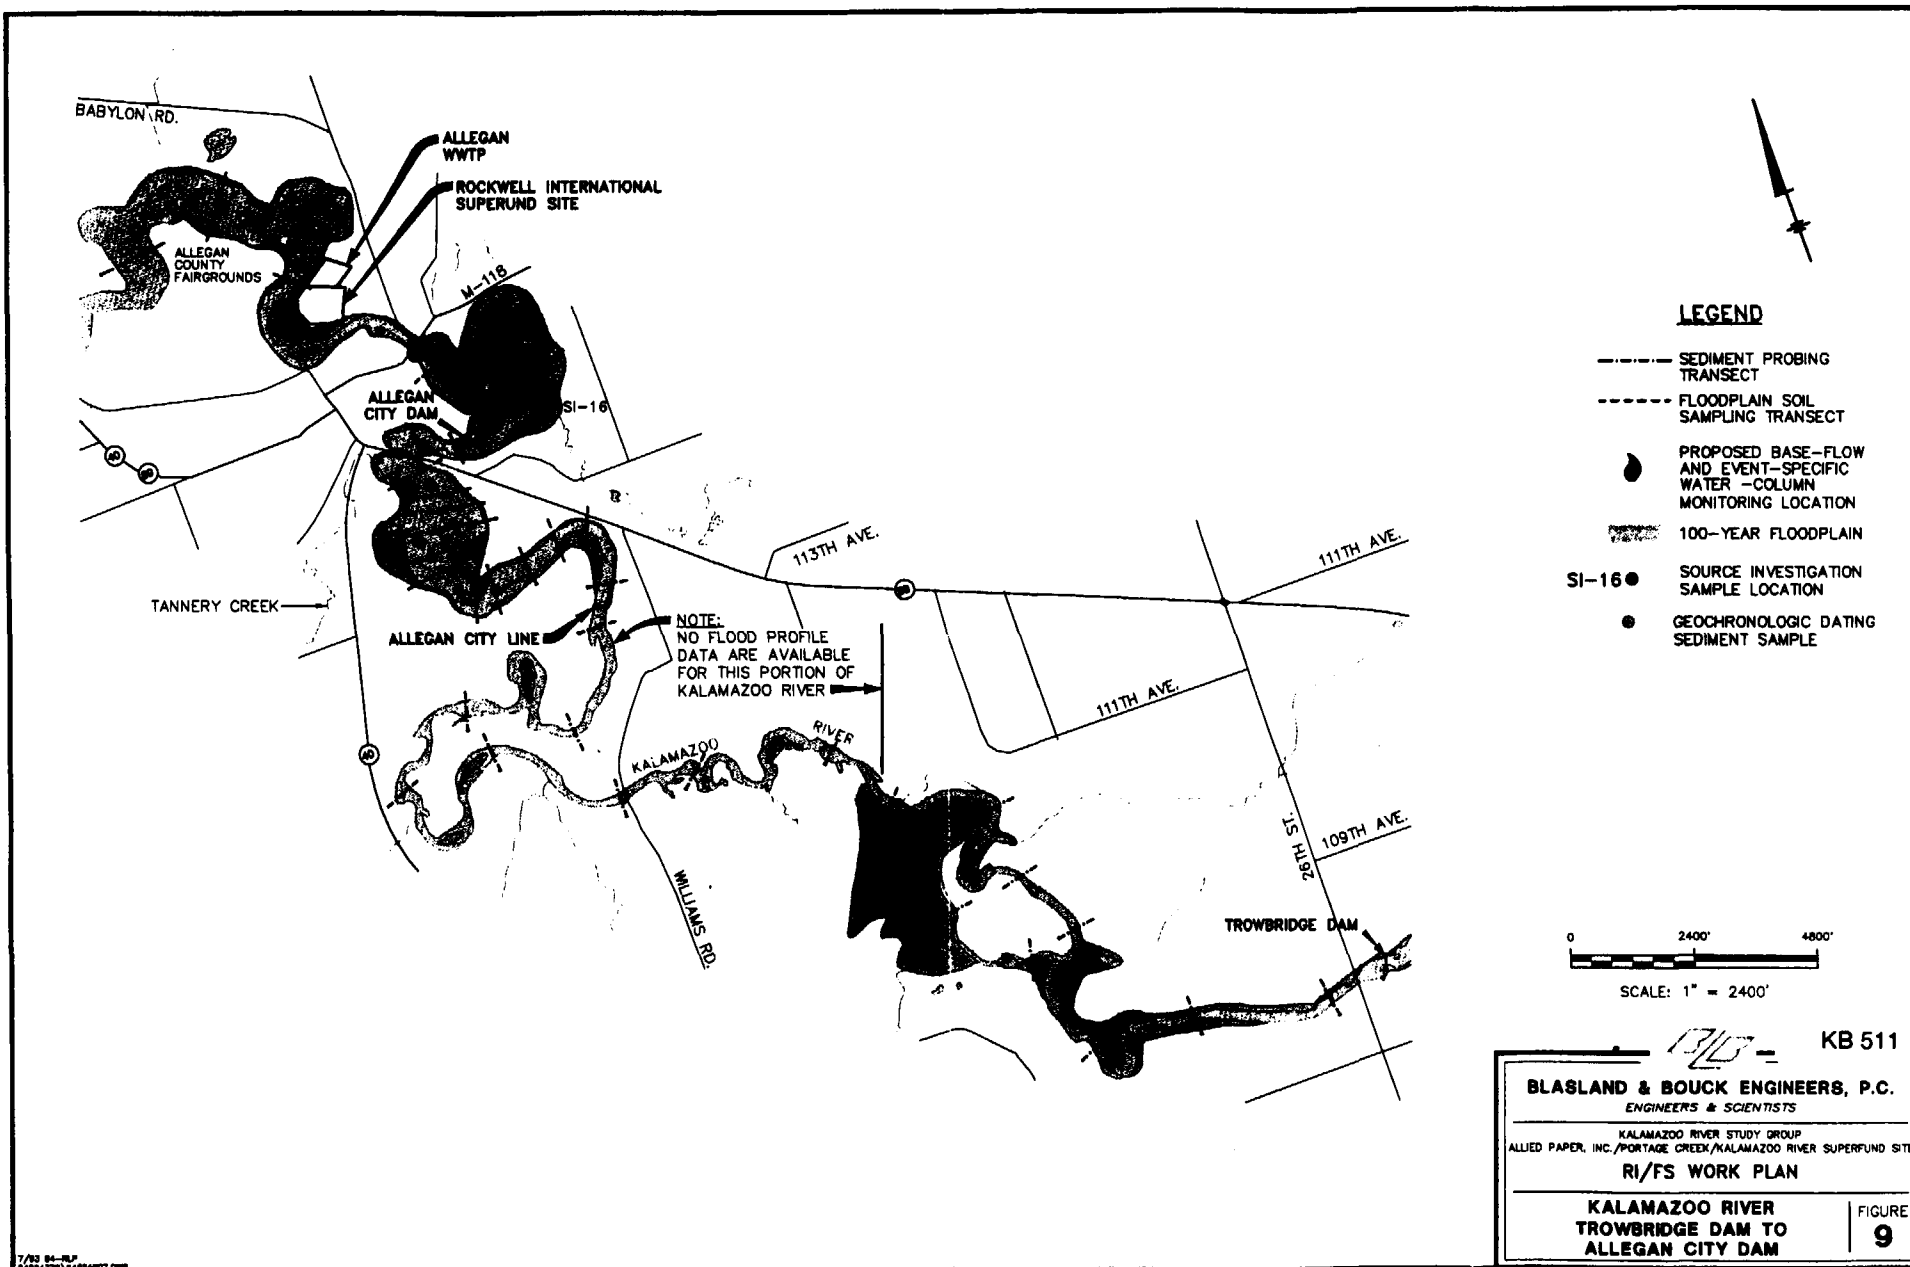 BABYLON RD.
ALLEGAN
WWTP
ROCKWELL INTERNATIONAL
SUPERUND SITE
ALLEGAN
COUNTY
FAIRGROUNDS
M-118
ALLEGAN
CITY DAM
SI-16
40
89
TANNERY CREEK
ALLEGAN CITY LINE
NOTE:
NO FLOOD PROFILE
DATA ARE AVAILABLE
FOR THIS PORTION OF
KALAMAZOO RIVER
113TH AVE.
89
111TH AVE.
111TH AVE.
40
KALAMAZOO
RIVER
WILLIAMS RD.
26TH ST.
109TH AVE.
TROWBRIDGE DAM
LEGEND
SEDIMENT PROBING
TRANSECT
FLOODPLAIN SOIL
SAMPLING TRANSECT
PROPOSED BASE-FLOW
AND EVENT-SPECIFIC
WATER -COLUMN
MONITORING LOCATION
100-YEAR FLOODPLAIN
SI-16
SOURCE INVESTIGATION
SAMPLE LOCATION
GEOCHRONOLOGIC DATING
SEDIMENT SAMPLE
0 2400' 4800'
SCALE: 1" = 2400'
KB 511
BLASLAND & BOUCK ENGINEERS, P.C.
ENGINEERS & SCIENTISTS
KALAMAZOO RIVER STUDY GROUP
ALLIED PAPER, INC./PORTAGE CREEK/KALAMAZOO RIVER SUPERFUND SITE
RI/FS WORK PLAN
KALAMAZOO RIVER
TROWBRIDGE DAM TO
ALLEGAN CITY DAM
FIGURE
9